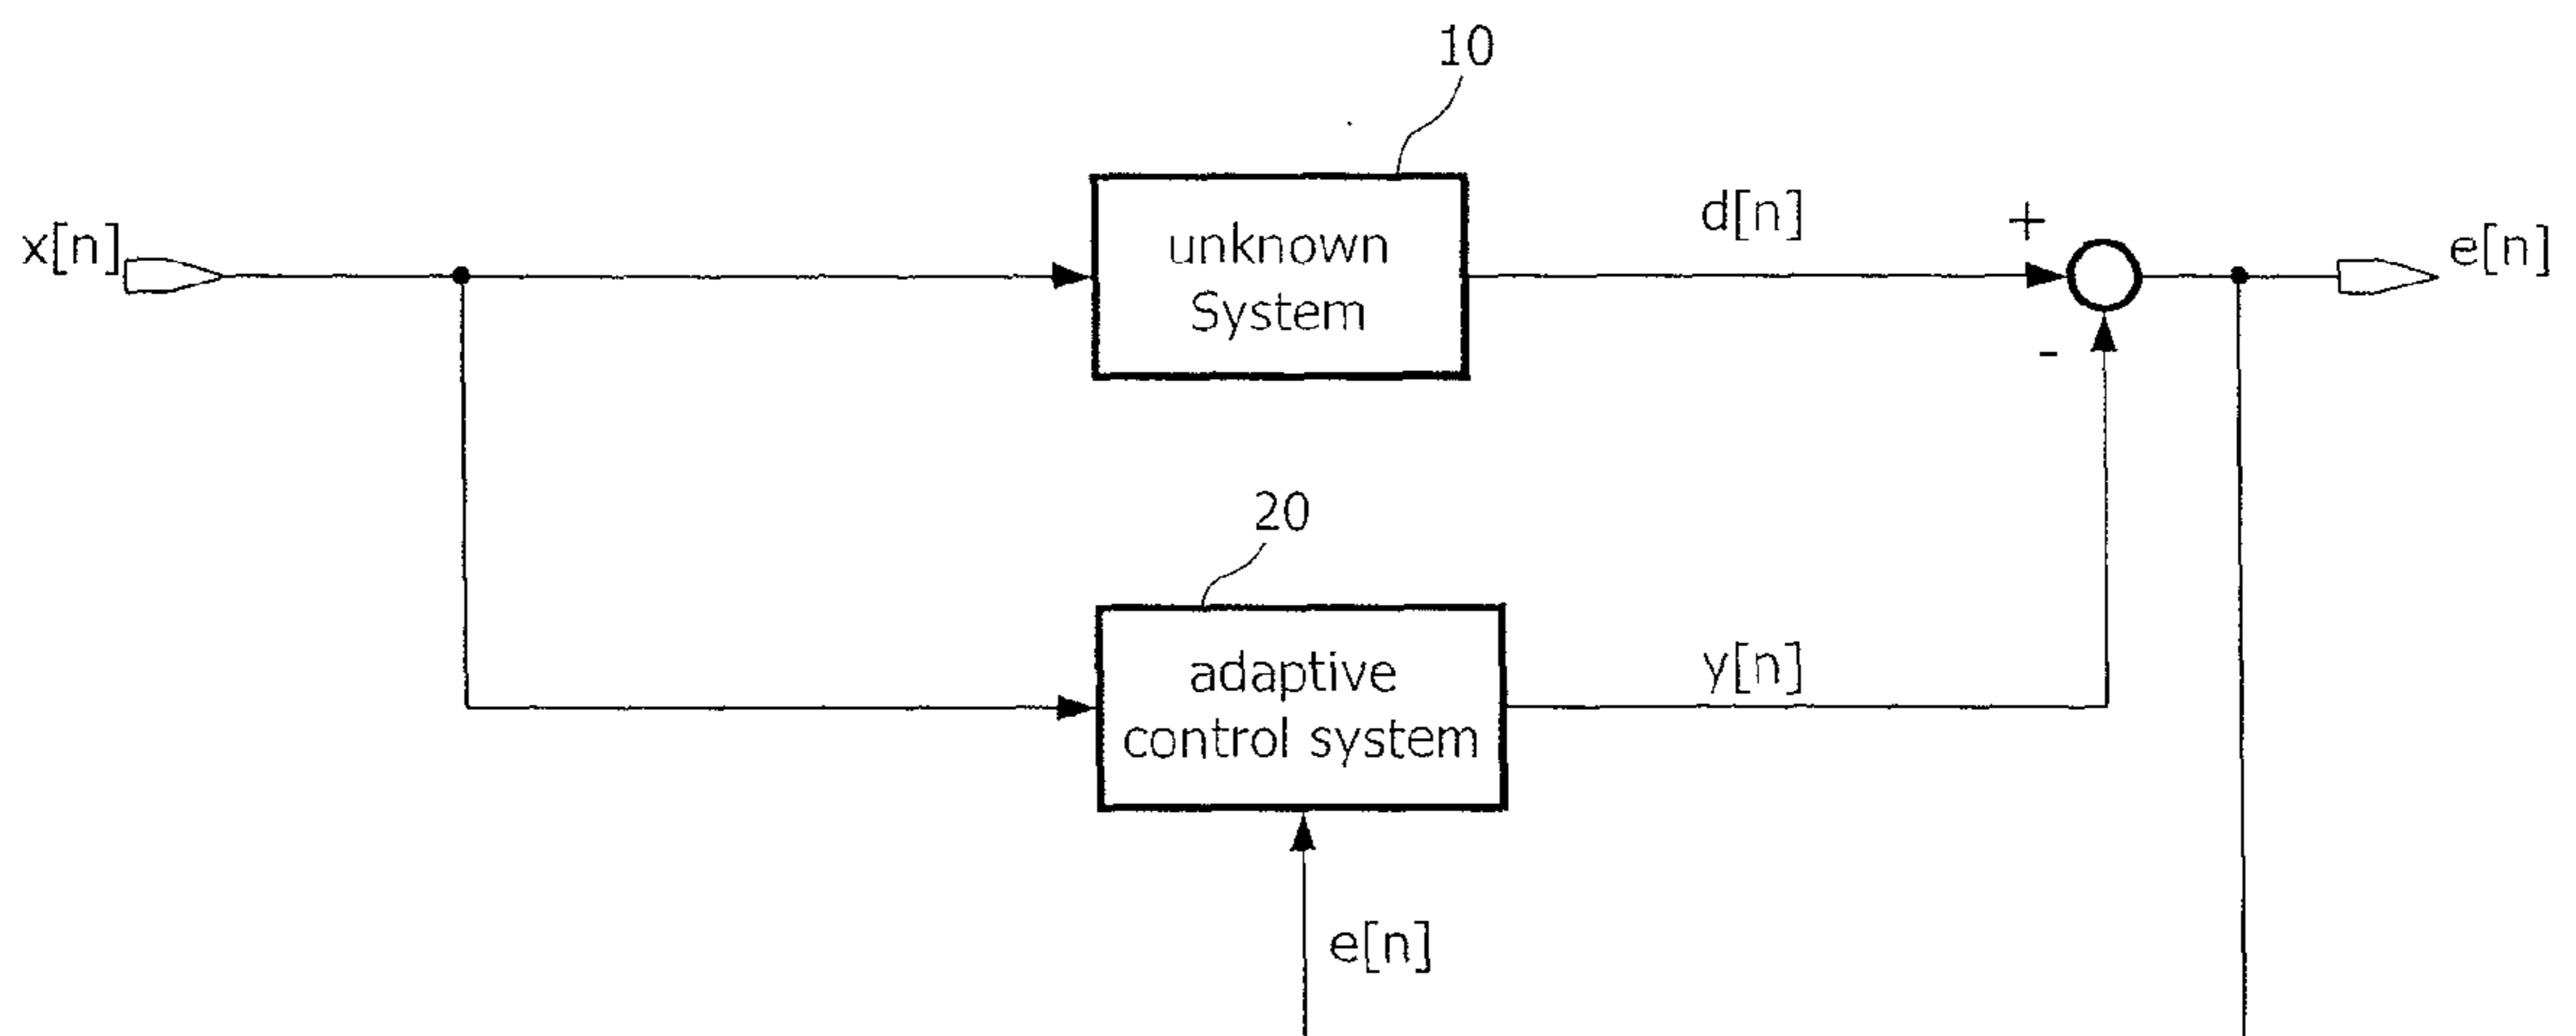 10
x[n]
unknown
System
d[n]
+
-
e[n]
20
adaptive
control system
y[n]
e[n]